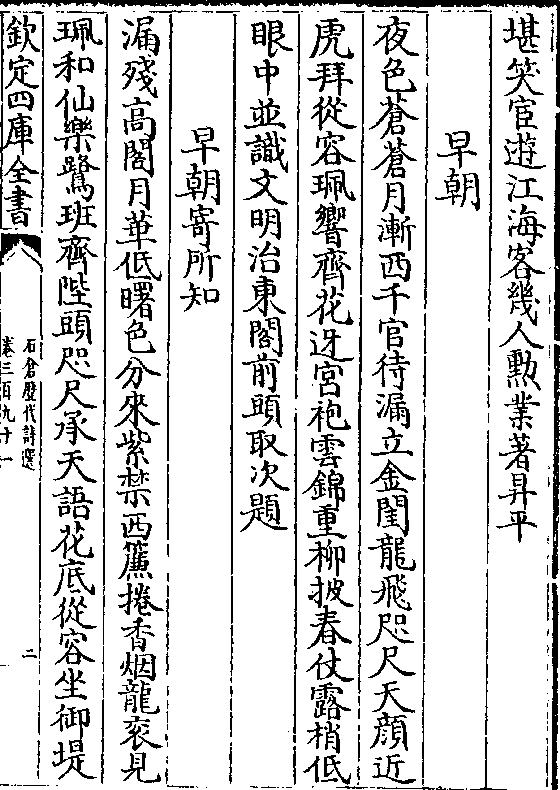 堪笑宦遊江海客幾人勲業著昇平
早朝
夜色蒼蒼月漸西千官待漏立金閨龍飛咫尺天顔近
虎拜從容珮響齊花迓宮袍雲錦重柳披春仗露梢低
眼中並識文明治東閣前頭取次題
早朝寄所知
漏殘高閣月華低曙色分來紫禁西簾捲香烟龍衮見
珮和仙樂鷺班齊陛頭咫尺承天語花底從容坐御堤
欽定四庫全書
石倉歴代詩選
卷三百九十一
二